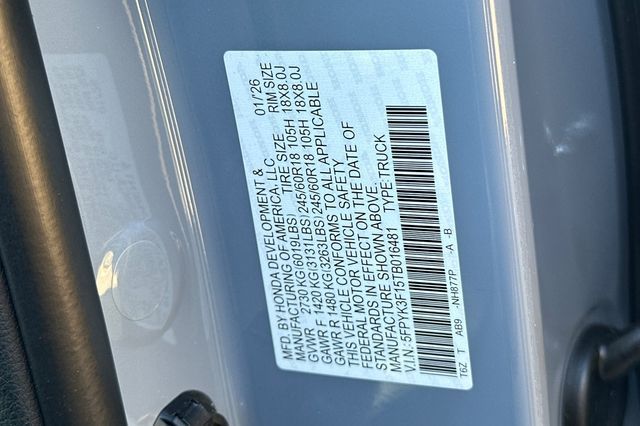 MFD. BY HONDA DEVELOPMENT & 01/26
MANUFACTURING OF AMERICA, LLC. TIRE SIZE RIM SIZE
GVWR 2730 KG(6019LBS)
GAWR F 1420 KG(3131LBS) 245/60R18 105H 18X8.0J
GAWR R 1480 KG(3263LBS) 245/60R18 105H 18X8.0J
THIS VEHICLE CONFORMS TO ALL APPLICABLE
FEDERAL MOTOR VEHICLE SAFETY
STANDARDS IN EFFECT ON THE DATE OF
MANUFACTURE SHOWN ABOVE.
V.I.N.: 5FPYK3F15TB016481 TYPE:TRUCK
T6Z T AB9 -NH877P -A -B